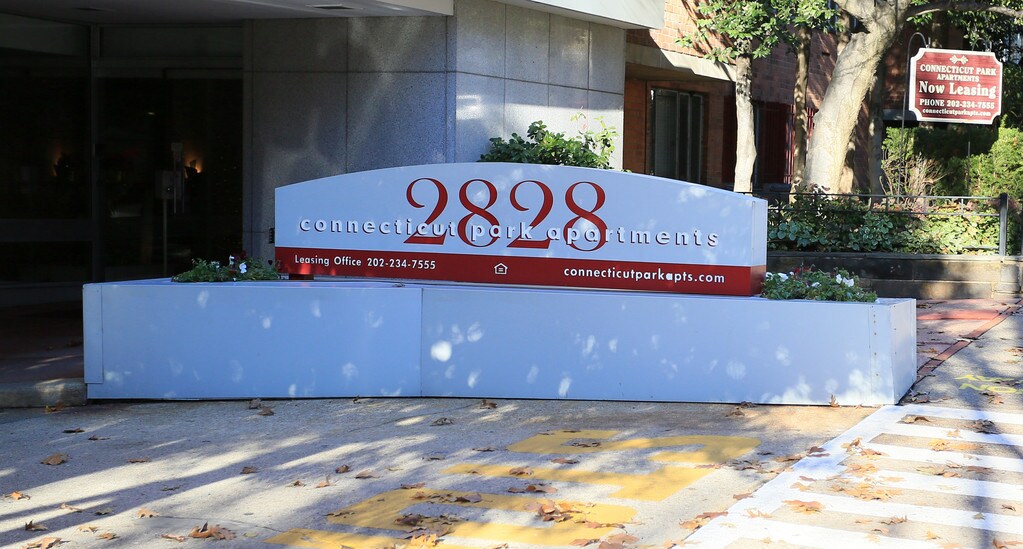 2828
connecticut park apartments
Leasing Office 202-234-7555
connecticutparkapts.com
CONNECTICUT PARK
APARTMENTS
Now Leasing
PHONE 202-234-7555
connecticutparkapts.com